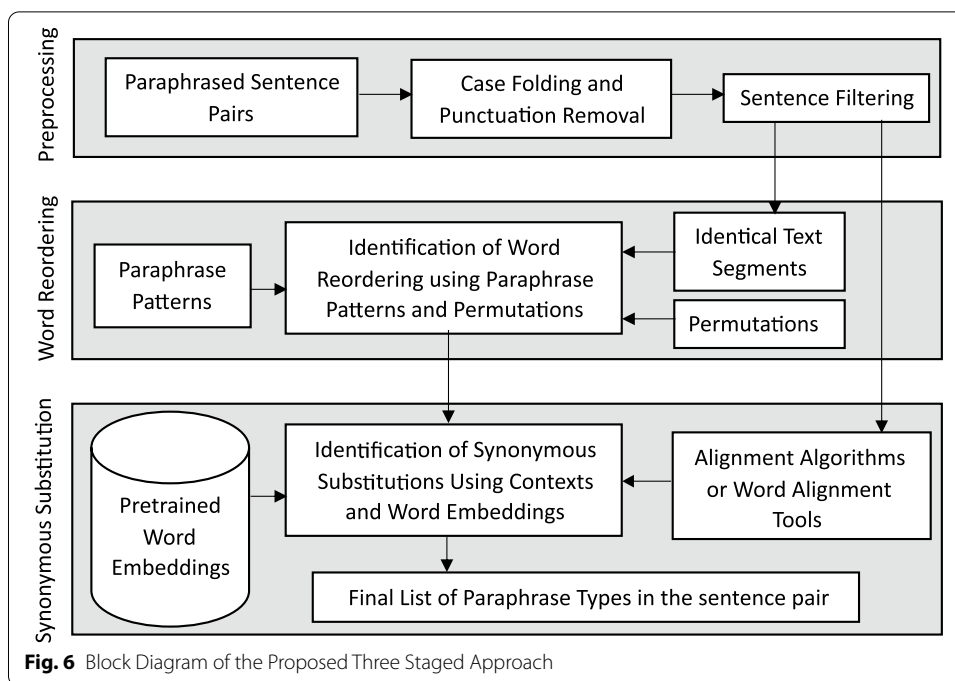 Preprocessing
Paraphrased Sentence
Pairs
Case Folding and
Punctuation Removal
Sentence Filtering
Word Reordering
Paraphrase
Patterns
Identification of Word
Reordering using Paraphrase
Patterns and Permutations
Identical Text
Segments
Permutations
Synonymous Substitution
Pretrained
Word
Embeddings
Identification of Synonymous
Substitutions Using Contexts
and Word Embeddings
Alignment Algorithms
or Word Alignment
Tools
Final List of Paraphrase Types in the sentence pair
Fig. 6 Block Diagram of the Proposed Three Staged Approach